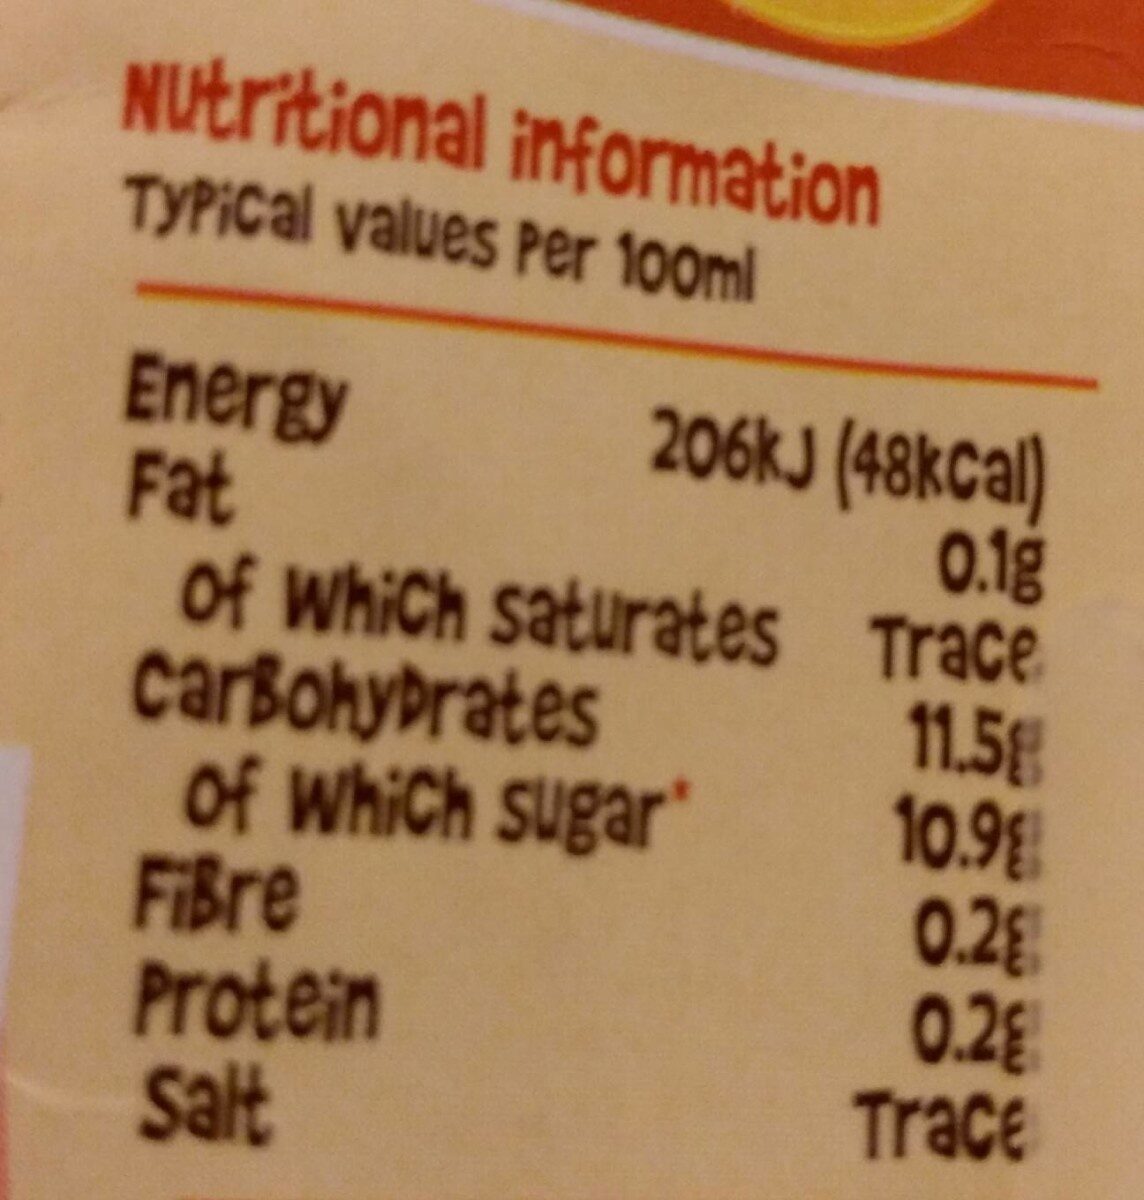 Nutritional information
Typical values per 100ml
Energy 206kJ (48kcal)
Fat 0.1g
of which saturates Trace
Carbohydrates 11.5g
of which sugar* 10.9g
Fibre 0.2g
Protein 0.2g
Salt Trace